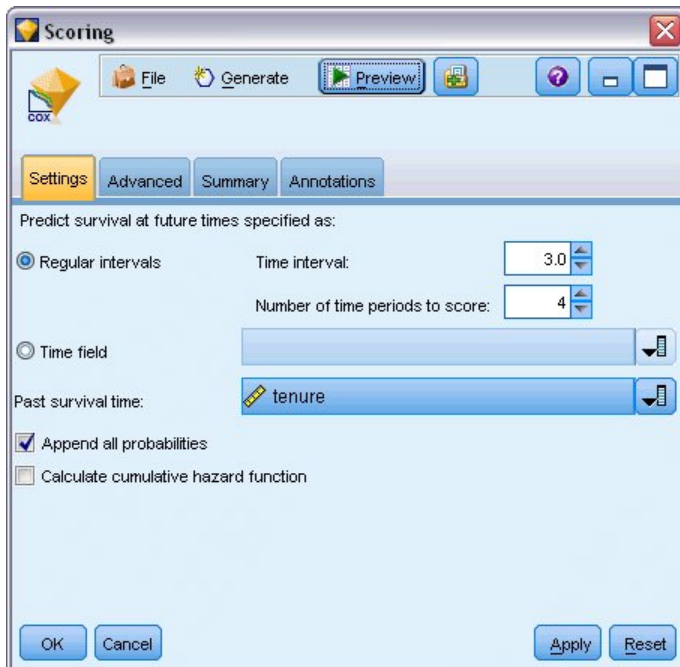 Scoring
File Generate Preview
COX
Settings Advanced Summary Annotations
Predict survival at future times specified as:
Regular intervals Time interval: 3.0
Number of time periods to score: 4
Time field
Past survival time: tenure
Append all probabilities
Calculate cumulative hazard function
OK Cancel Apply Reset